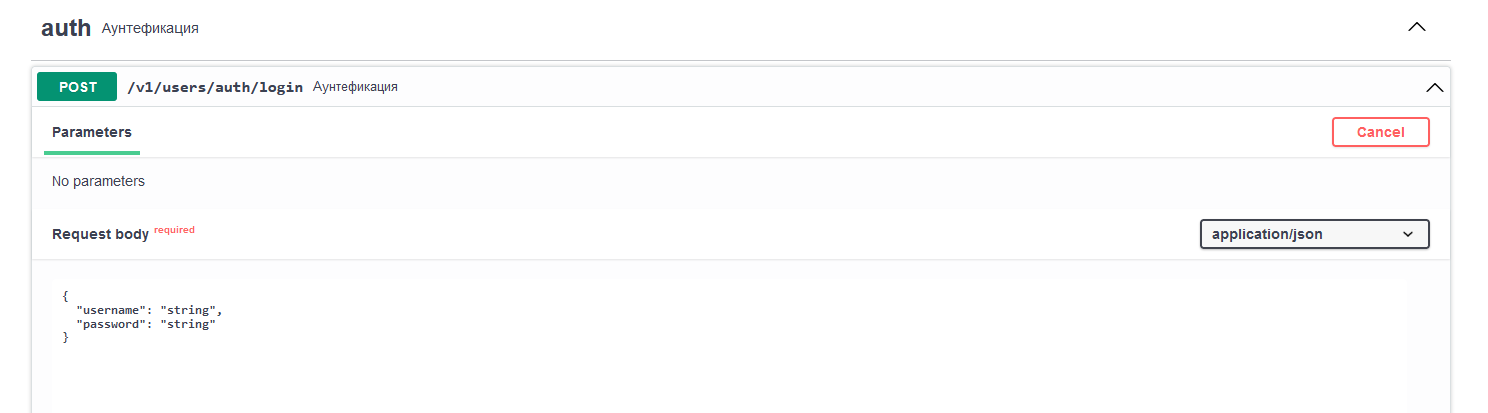 auth Аунтефикация
POST /v1/users/auth/login Аунтефикация
Parameters Cancel
No parameters
Request body required application/json
{
"username": "string",
"password": "string"
}